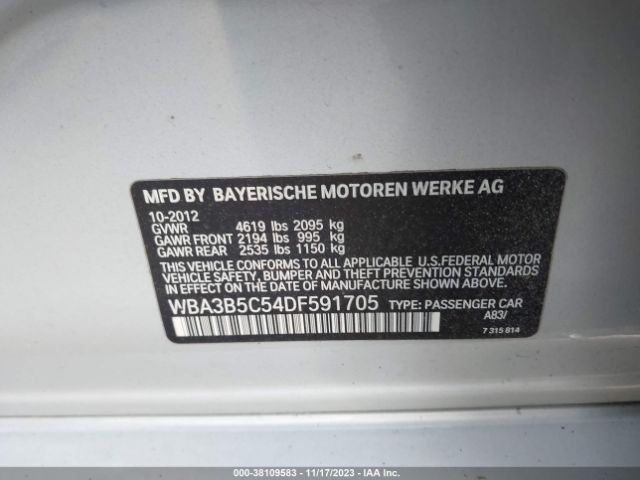 MFD BY BAYERISCHE MOTOREN WERKE AG
10-2012
GVWR 4619 lbs 2095 kg
GAWR FRONT 2194 lbs 995 kg
GAWR REAR 2535 lbs 1150 kg
THIS VEHICLE CONFORMS TO ALL APPLICABLE U.S.FEDERAL MOTOR
VEHICLE SAFETY, BUMPER AND THEFT PREVENTION STANDARDS
IN EFFECT ON THE DATE OF MANUFACTURE SHOWN ABOVE.
WBA3B5C54DF591705 TYPE: PASSENGER CAR
A83/
7 315 814
000-38109583 - 11/17/2023 - IAA Inc.